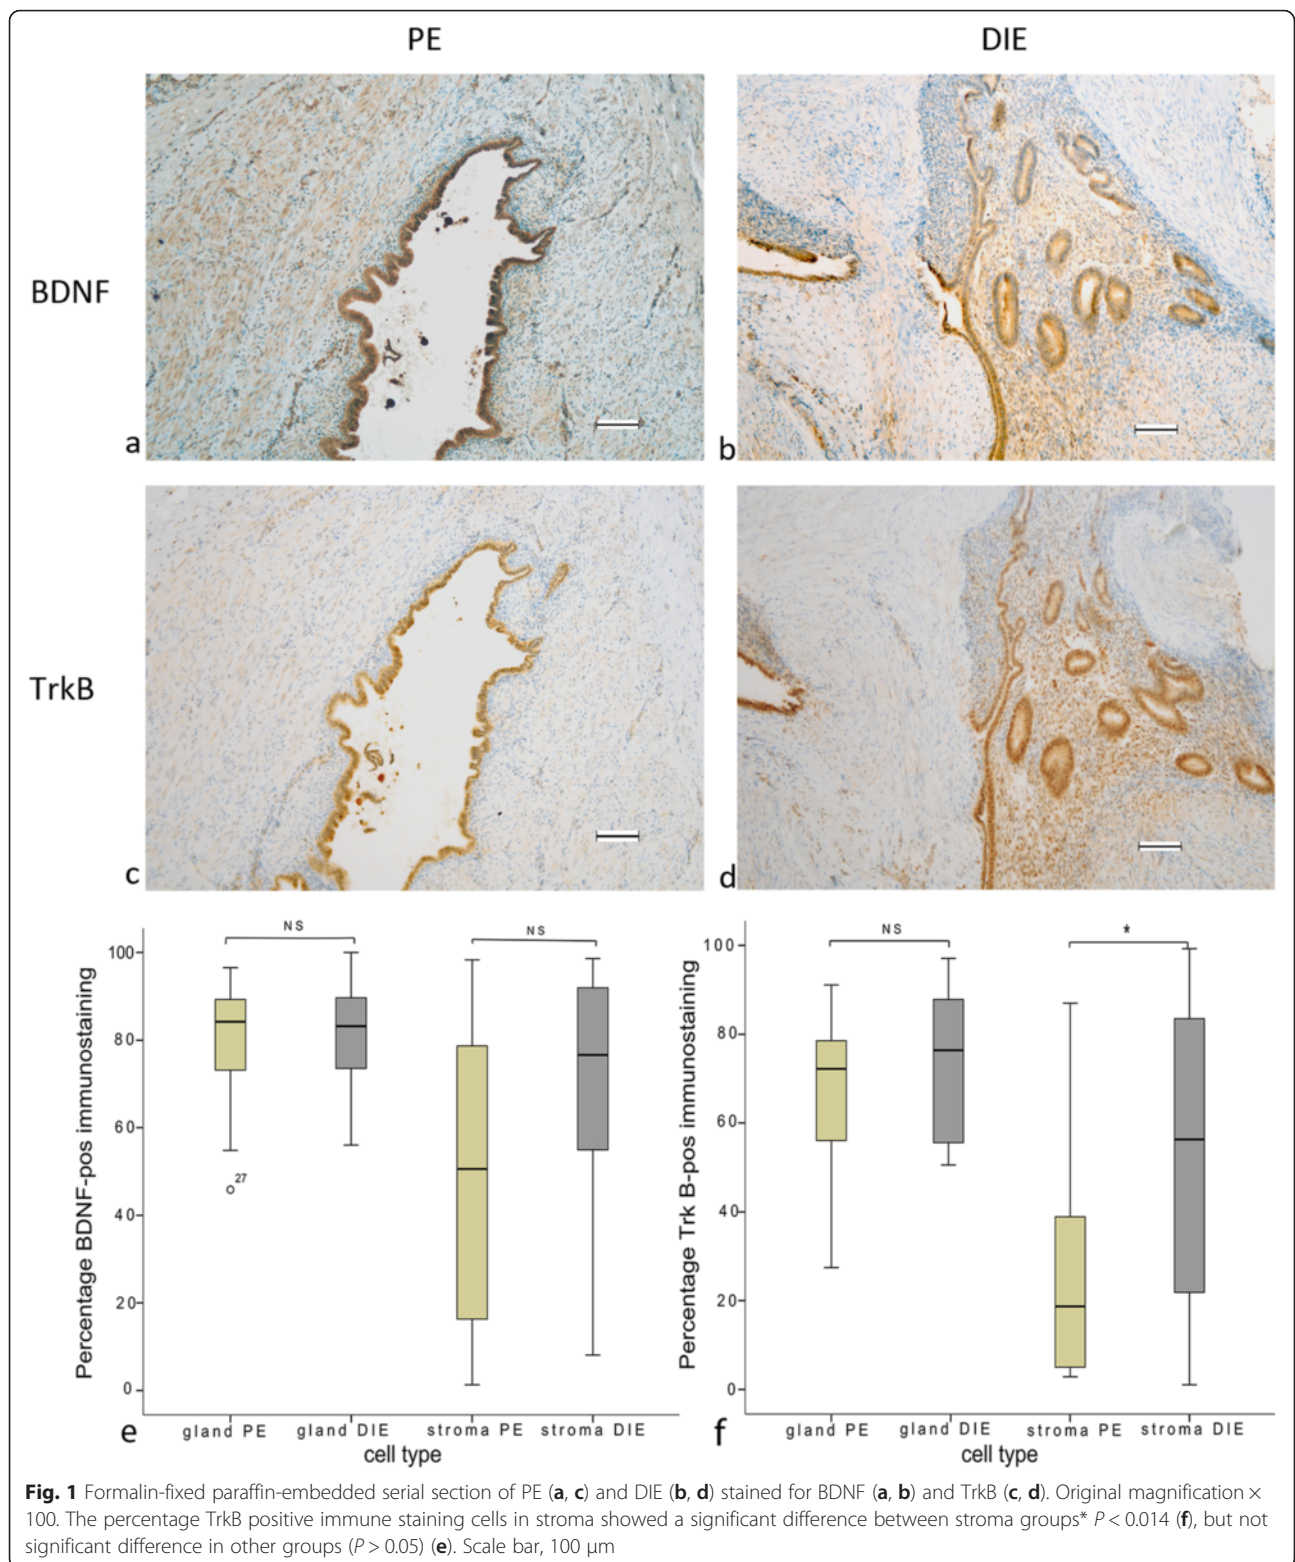 PE
DIE
BDNF
a
b
TrkB
c
d
NS
NS
100
80
60
40
20
0
27
Percentage BDNF-pos immunostaining
gland PE
gland DIE
stroma PE
stroma DIE
cell type
e
NS
*
100
80
60
40
20
0
Percentage Trk B-pos immunostaining
gland PE
gland DIE
stroma PE
stroma DIE
cell type
f
Fig. 1 Formalin-fixed paraffin-embedded serial section of PE (a, c) and DIE (b, d) stained for BDNF (a, b) and TrkB (c, d). Original magnification ×
100. The percentage TrkB positive immune staining cells in stroma showed a significant difference between stroma groups* P < 0.014 (f), but not
significant difference in other groups (P > 0.05) (e). Scale bar, 100 μm